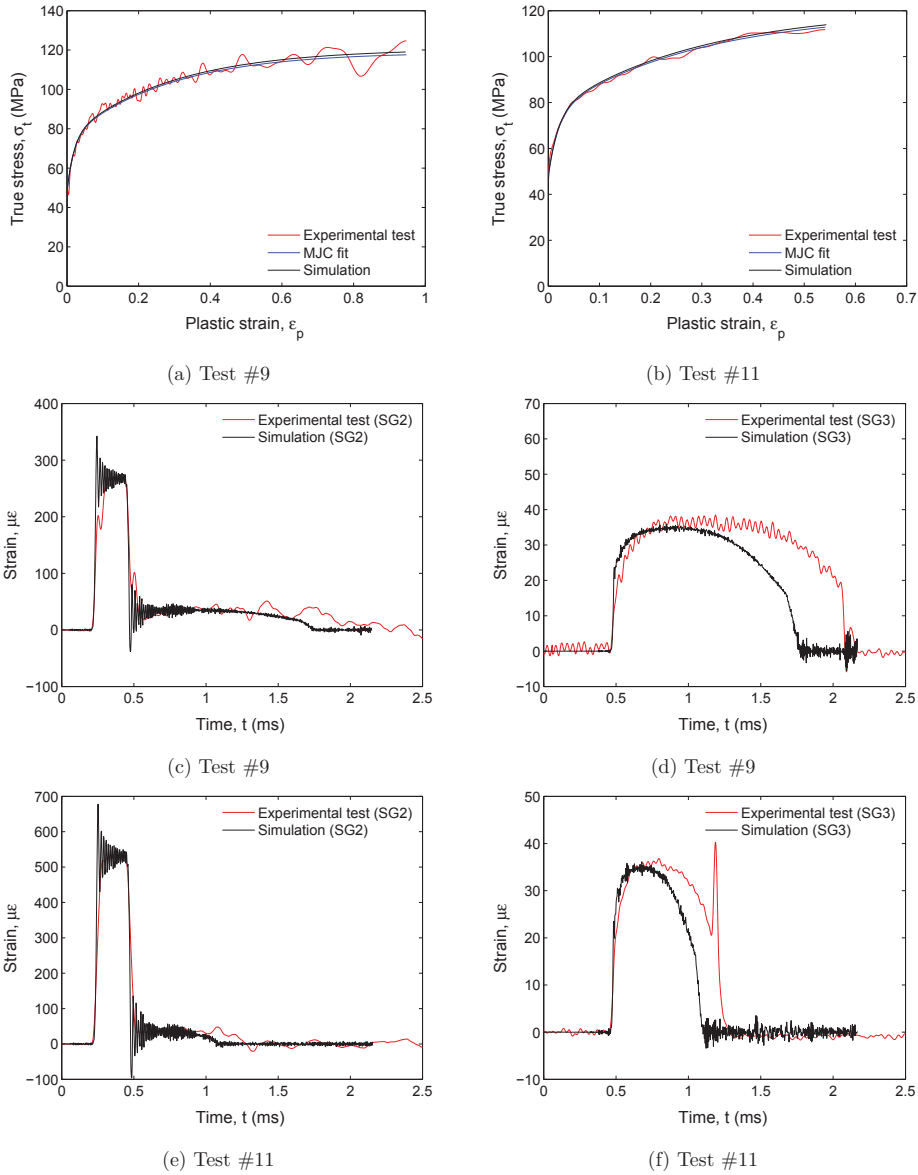 140
120
100
80
60
40
20
0
True stress, σt (MPa)
Experimental test
MJC fit
Simulation
0 0.2 0.4 0.6 0.8 1
Plastic strain, εp
(a) Test #9
120
100
80
60
40
20
0
True stress, σt (MPa)
Experimental test
MJC fit
Simulation
0 0.1 0.2 0.3 0.4 0.5 0.6 0.7
Plastic strain, εp
(b) Test #11
400
300
200
100
0
−100
Strain, με
Experimental test (SG2)
Simulation (SG2)
0 0.5 1 1.5 2 2.5
Time, t (ms)
(c) Test #9
70
60
50
40
30
20
10
0
−10
Strain, με
Experimental test (SG3)
Simulation (SG3)
0 0.5 1 1.5 2 2.5
Time, t (ms)
(d) Test #9
700
600
500
400
300
200
100
0
−100
Strain, με
Experimental test (SG2)
Simulation (SG2)
0 0.5 1 1.5 2 2.5
Time, t (ms)
(e) Test #11
50
40
30
20
10
0
−10
Strain, με
Experimental test (SG3)
Simulation (SG3)
0 0.5 1 1.5 2 2.5
Time, t (ms)
(f) Test #11